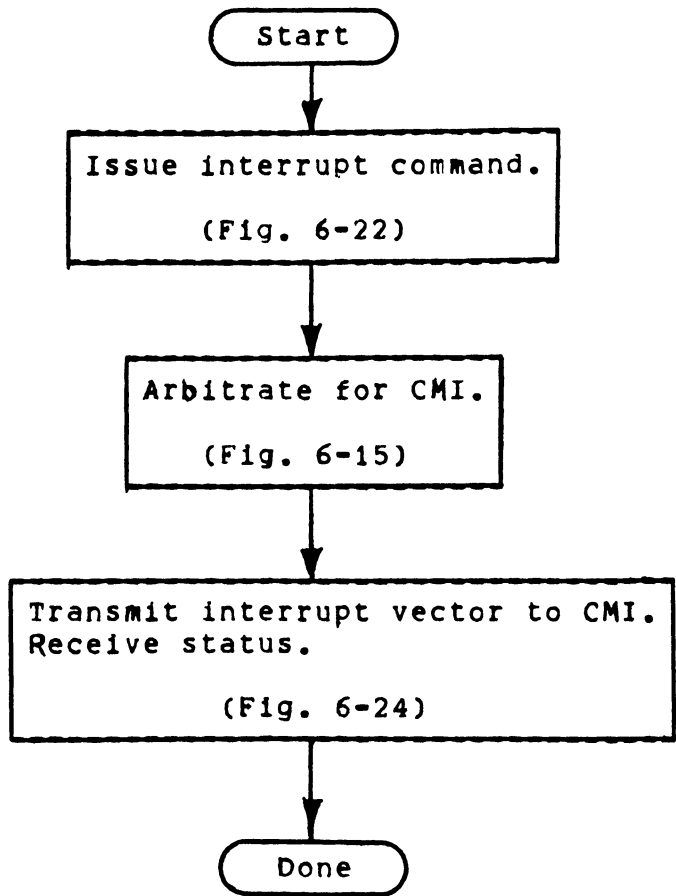 Start
Issue interrupt command.
(Fig. 6-22)
Arbitrate for CMI.
(Fig. 6-15)
Transmit interrupt vector to CMI.
Receive status.
(Fig. 6-24)
Done